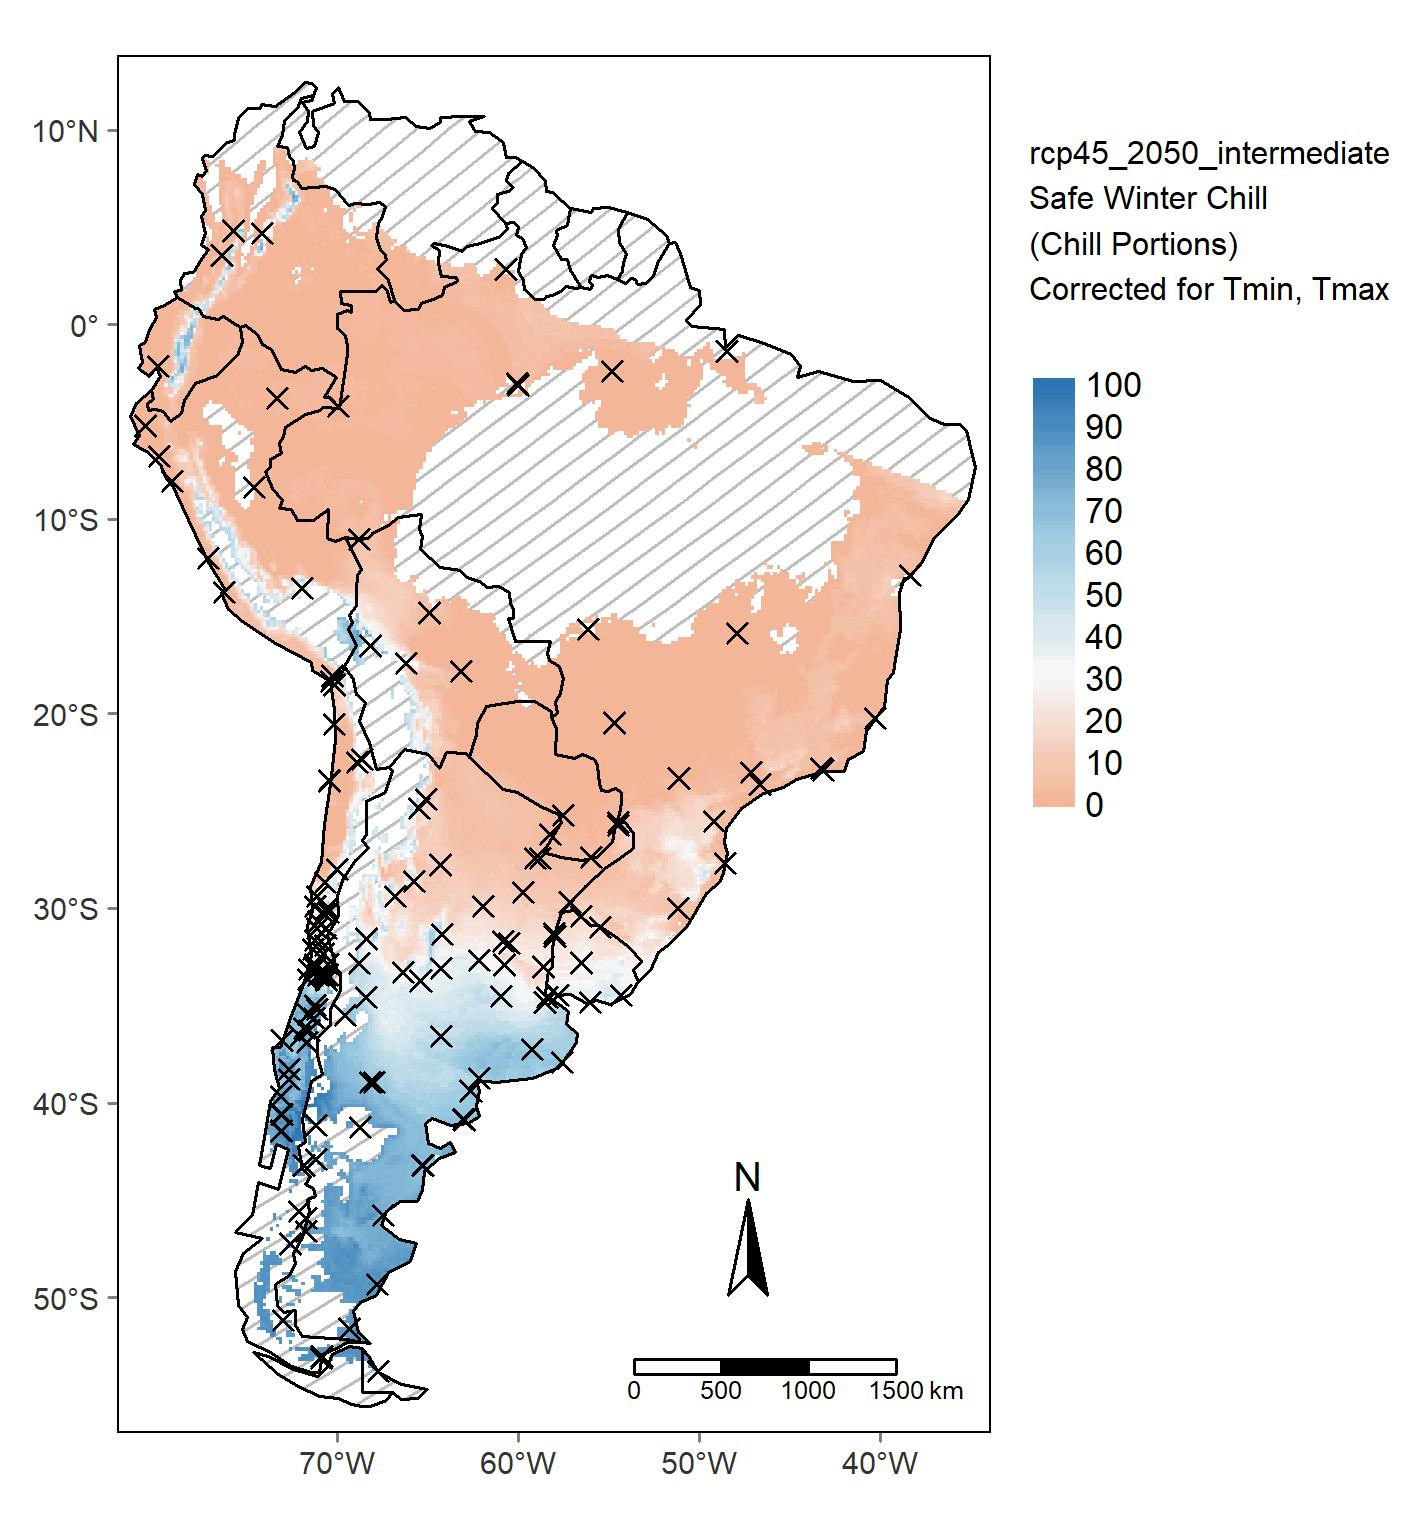 rcp45_2050_intermediate
Safe Winter Chill
(Chill Portions)
Corrected for Tmin, Tmax
100
90
80
70
60
50
40
30
20
10
0
10°N
0°
10°S
20°S
30°S
40°S
50°S
N
0 500 1000 1500 km
70°W 60°W 50°W 40°W